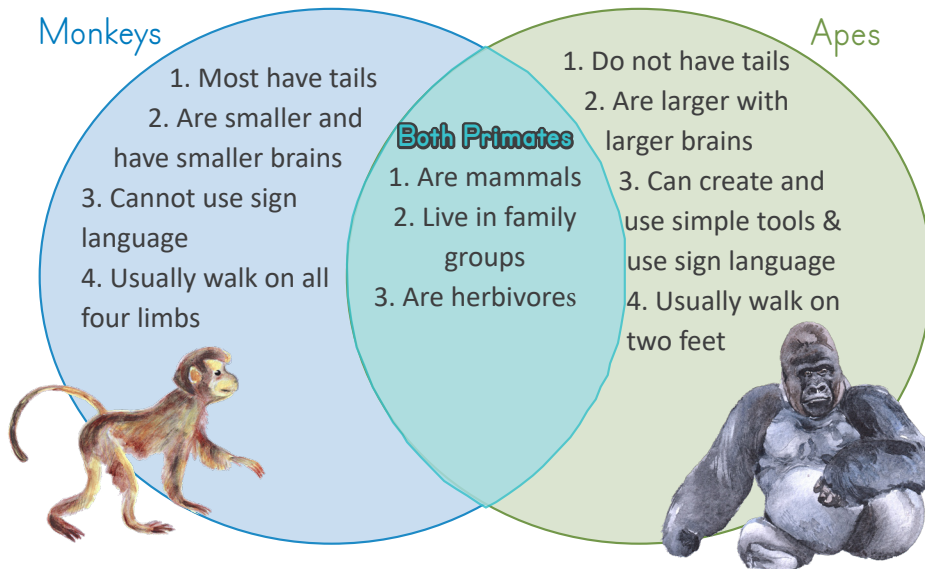 Monkeys
1. Most have tails
2. Are smaller and
have smaller brains
3. Cannot use sign
language
4. Usually walk on all
four limbs
Both Primates
1. Are mammals
2. Live in family
groups
3. Are herbivores
Apes
1. Do not have tails
2. Are larger with
larger brains
3. Can create and
use simple tools &
use sign language
4. Usually walk on
two feet